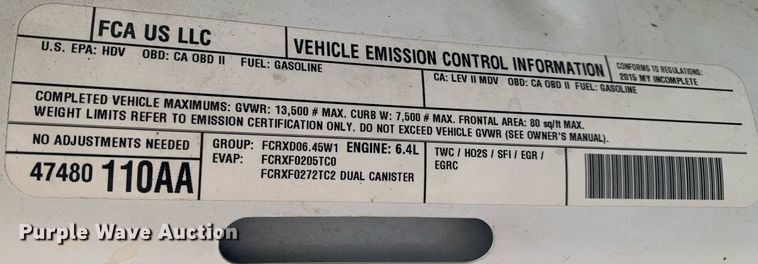 FCA US LLC
VEHICLE EMISSION CONTROL INFORMATION
CONFORMS TO REGULATIONS:
2015 MY INCOMPLETE
U.S. EPA: HDV OBD: CA OBD II FUEL: GASOLINE
CA: LEV II MDV OBD: CA OBD II FUEL: GASOLINE
COMPLETED VEHICLE MAXIMUMS: GVWR: 13,500 # MAX. CURB W: 7,500 # MAX. FRONTAL AREA: 80 sq/ft MAX.
WEIGHT LIMITS REFER TO EMISSION CERTIFICATION ONLY. DO NOT EXCEED VEHICLE GVWR (SEE OWNER'S MANUAL).
NO ADJUSTMENTS NEEDED
47480 110AA
GROUP: FCRXD06.45W1 ENGINE: 6.4L
EVAP: FCRXF0205TC0
FCRXF0272TC2 DUAL CANISTER
TWC / HO2S / SFI / EGR /
EGRC
Purple Wave Auction